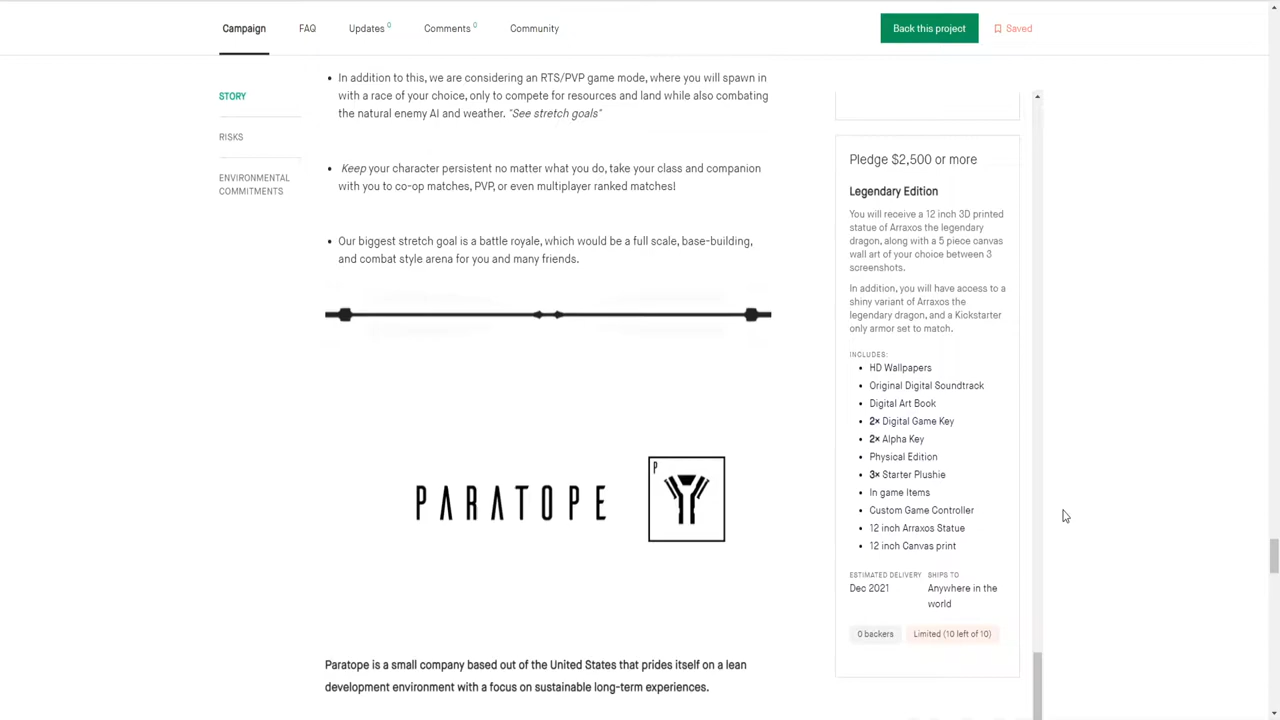 Campaign
FAQ
Updates 0
Comments 0
Community
Back this project
Saved
STORY
RISKS
ENVIRONMENTAL
COMMITMENTS
• In addition to this, we are considering an RTS/PVP game mode, where you will spawn in
with a race of your choice, only to compete for resources and land while also combating
the natural enemy AI and weather. "See stretch goals"
• Keep your character persistent no matter what you do, take your class and companion
with you to co-op matches, PVP, or even multiplayer ranked matches!
• Our biggest stretch goal is a battle royale, which would be a full scale, base-building,
and combat style arena for you and many friends.
PARATOPE
P
Paratope is a small company based out of the United States that prides itself on a lean
development environment with a focus on sustainable long-term experiences.
Pledge $2,500 or more
Legendary Edition
You will receive a 12 inch 3D printed
statue of Arraxos the legendary
dragon, along with a 5 piece canvas
wall art of your choice between 3
screenshots.
In addition, you will have access to a
shiny variant of Arraxos the
legendary dragon, and a Kickstarter
only armor set to match.
INCLUDES:
• HD Wallpapers
• Original Digital Soundtrack
• Digital Art Book
• 2× Digital Game Key
• 2× Alpha Key
• Physical Edition
• 3× Starter Plushie
• In game Items
• Custom Game Controller
• 12 inch Arraxos Statue
• 12 inch Canvas print
ESTIMATED DELIVERY
Dec 2021
SHIPS TO
Anywhere in the
world
0 backers
Limited (10 left of 10)